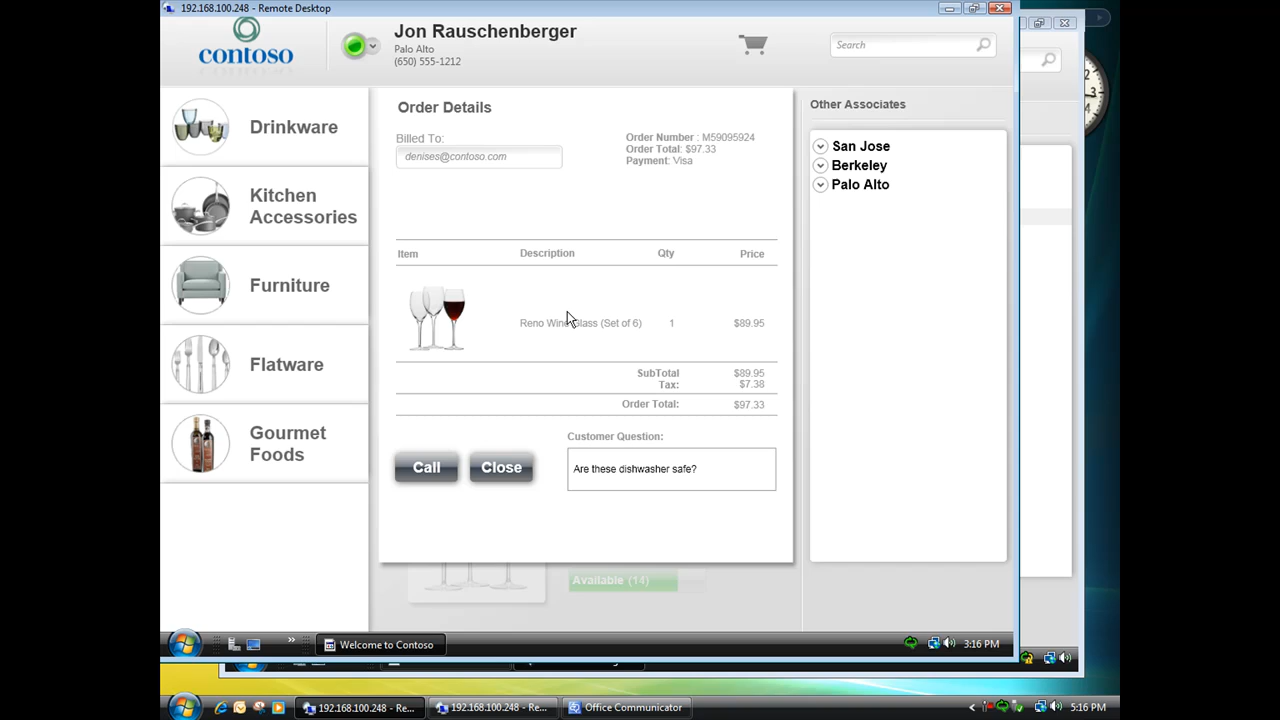 192.168.100.248 - Remote Desktop
contoso
Jon Rauschenberger
Palo Alto
(650) 555-1212
Search
Drinkware
Kitchen
Accessories
Furniture
Flatware
Gourmet
Foods
Order Details
Billed To:
denises@contoso.com
Order Number : M59095924
Order Total: $97.33
Payment: Visa
Item Description Qty Price
Reno Wine Glass (Set of 6) 1 $89.95
SubTotal $89.95
Tax: $7.38
Order Total: $97.33
Customer Question:
Call Close
Are these dishwasher safe?
Available (14)
Other Associates
San Jose
Berkeley
Palo Alto
Welcome to Contoso
3:16 PM
192.168.100.248 - Re...
192.168.100.248 - Re...
Office Communicator
5:16 PM